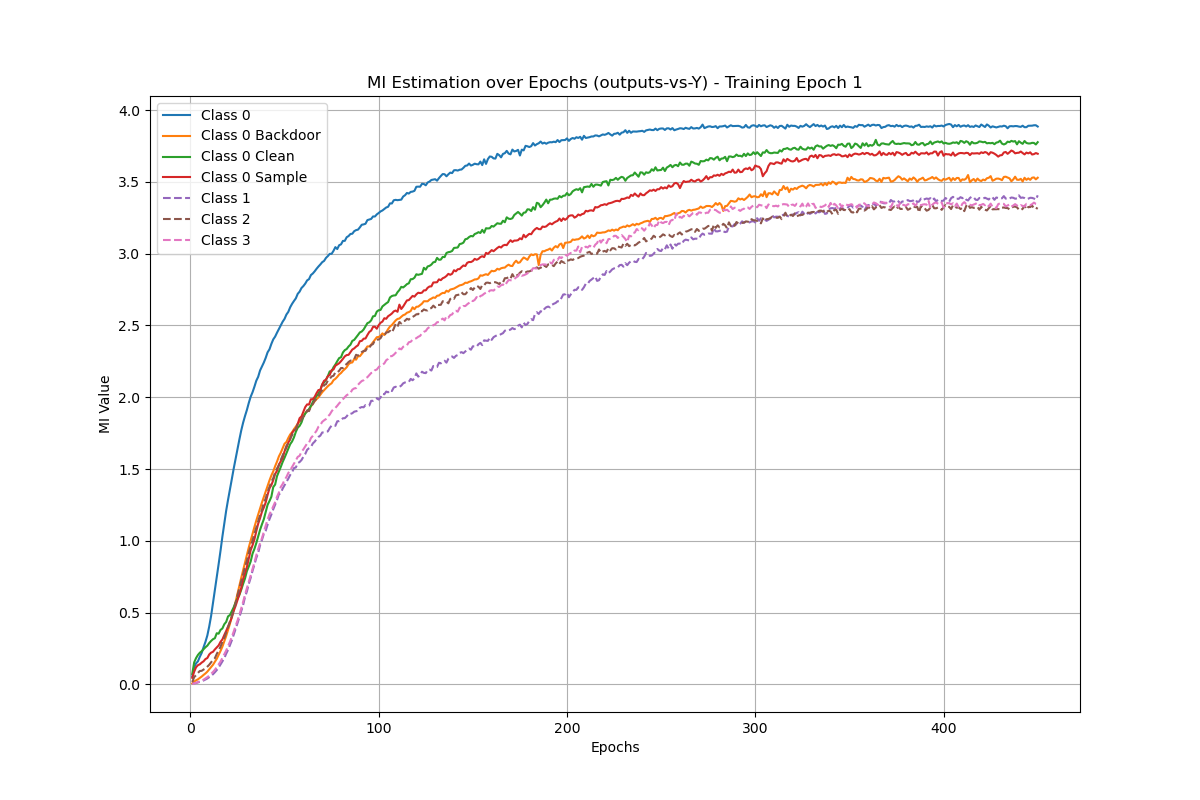 MI Estimation over Epochs (outputs-vs-Y) - Training Epoch 1
Class 0
Class 0 Backdoor
Class 0 Clean
Class 0 Sample
Class 1
Class 2
Class 3
MI Value
4.0
3.5
3.0
2.5
2.0
1.5
1.0
0.5
0.0
0 100 200 300 400
Epochs